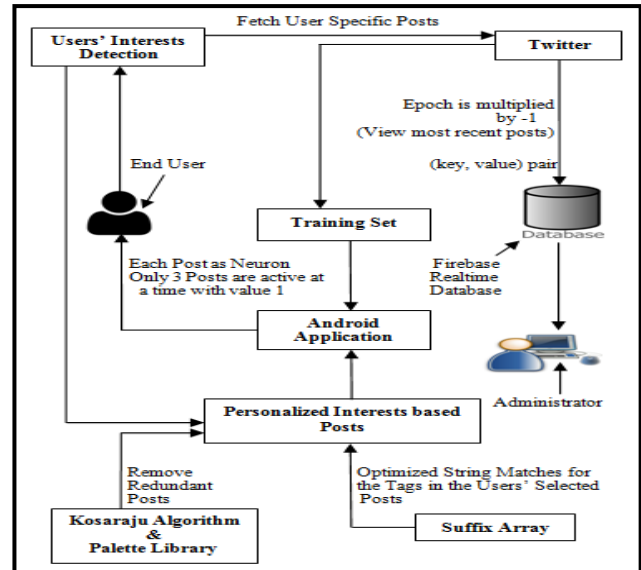 Fetch User Specific Posts
Users' Interests
Detection
Twitter
Epoch is multiplied
by -1
(View most recent posts)
(key, value) pair
End User
Database
Training Set
Each Post as Neuron
Only 3 Posts are active at
a time with value 1
Firebase
Realtime
Database
Android
Application
Administrator
Personalized Interests based
Posts
Remove
Redundant
Posts
Optimized String Matches for
the Tags in the Users' Selected
Posts
Kosaraju Algorithm
&
Palette Library
Suffix Array